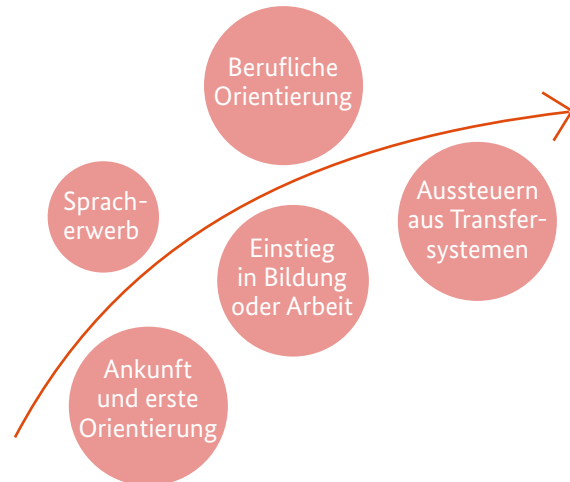 Berufliche
Orientierung
Sprach-
erwerb
Aussteuern
aus Transfer-
systemen
Einstieg
in Bildung
oder Arbeit
Ankunft
und erste
Orientierung